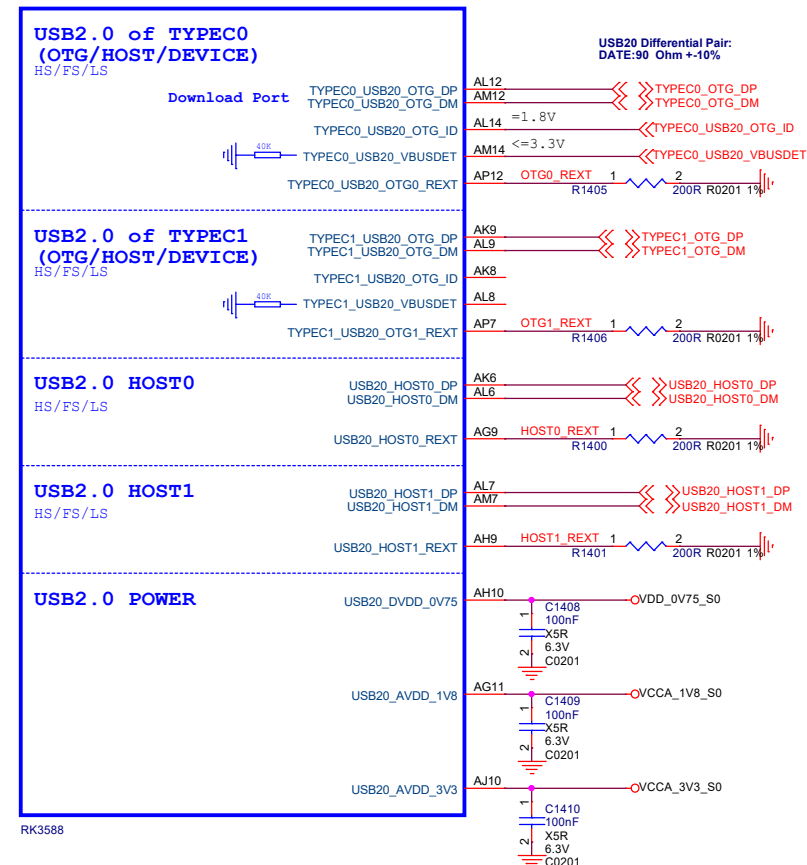 USB2.0 of TYPEC0
(OTG/HOST/DEVICE)
HS/FS/LS
USB20 Differential Pair:
DATE:90 Ohm +-10%
Download Port
TYPEC0_USB20_OTG_DP AL12 TYPEC0_OTG_DP
TYPEC0_USB20_OTG_DM AM12 TYPEC0_OTG_DM
TYPEC0_USB20_OTG_ID AL14 =1.8V TYPEC0_USB20_OTG_ID
40K TYPEC0_USB20_VBUSDET AM14 <=3.3V TYPEC0_USB20_VBUSDET
TYPEC0_USB20_OTG0_REXT AP12 OTG0_REXT 1 2
R1405 200R R0201 1%
USB2.0 of TYPEC1
(OTG/HOST/DEVICE)
HS/FS/LS
TYPEC1_USB20_OTG_DP AK9 TYPEC1_OTG_DP
TYPEC1_USB20_OTG_DM AL9 TYPEC1_OTG_DM
TYPEC1_USB20_OTG_ID AK8
40K TYPEC1_USB20_VBUSDET AL8
TYPEC1_USB20_OTG1_REXT AP7 OTG1_REXT 1 2
R1406 200R R0201 1%
USB2.0 HOST0
HS/FS/LS
USB20_HOST0_DP AK6 USB20_HOST0_DP
USB20_HOST0_DM AL6 USB20_HOST0_DM
USB20_HOST0_REXT AG9 HOST0_REXT 1 2
R1400 200R R0201 1%
USB2.0 HOST1
HS/FS/LS
USB20_HOST1_DP AL7 USB20_HOST1_DP
USB20_HOST1_DM AM7 USB20_HOST1_DM
USB20_HOST1_REXT AH9 HOST1_REXT 1 2
R1401 200R R0201 1%
USB2.0 POWER
USB20_DVDD_0V75 AH10 VDD_0V75_S0
1 C1408
100nF
X5R
2 6.3V
C0201
USB20_AVDD_1V8 AG11 VCCA_1V8_S0
1 C1409
100nF
X5R
2 6.3V
C0201
USB20_AVDD_3V3 AJ10 VCCA_3V3_S0
1 C1410
100nF
X5R
2 6.3V
C0201
RK3588